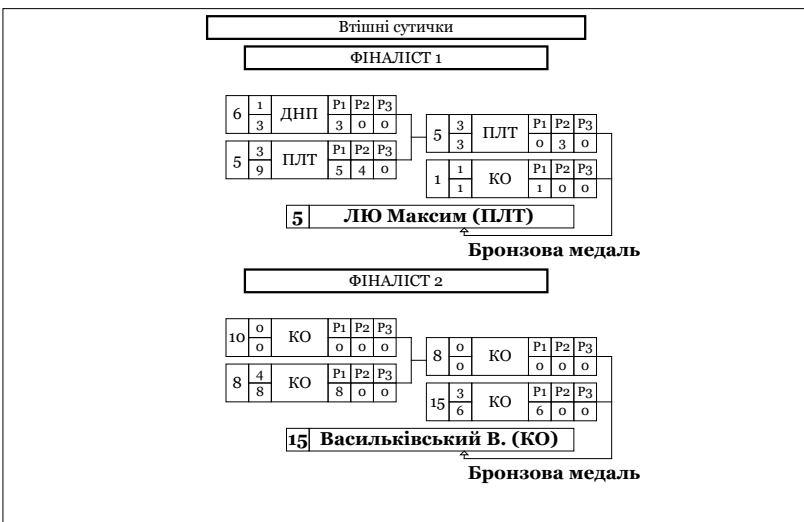 Втішні сутички
ФІНАЛІСТ 1
6 1 3 ДНП P1 P2 P3 3 0 0
5 3 9 ПЛТ P1 P2 P3 5 4 0
5 3 3 ПЛТ P1 P2 P3 0 3 0
1 1 1 КО P1 P2 P3 1 0 0
5 ЛЮ Максим (ПЛТ)
Бронзова медаль
ФІНАЛІСТ 2
10 0 0 КО P1 P2 P3 0 0 0
8 4 8 КО P1 P2 P3 8 0 0
8 0 0 КО P1 P2 P3 0 0 0
15 3 6 КО P1 P2 P3 6 0 0
15 Васильківський В. (КО)
Бронзова медаль